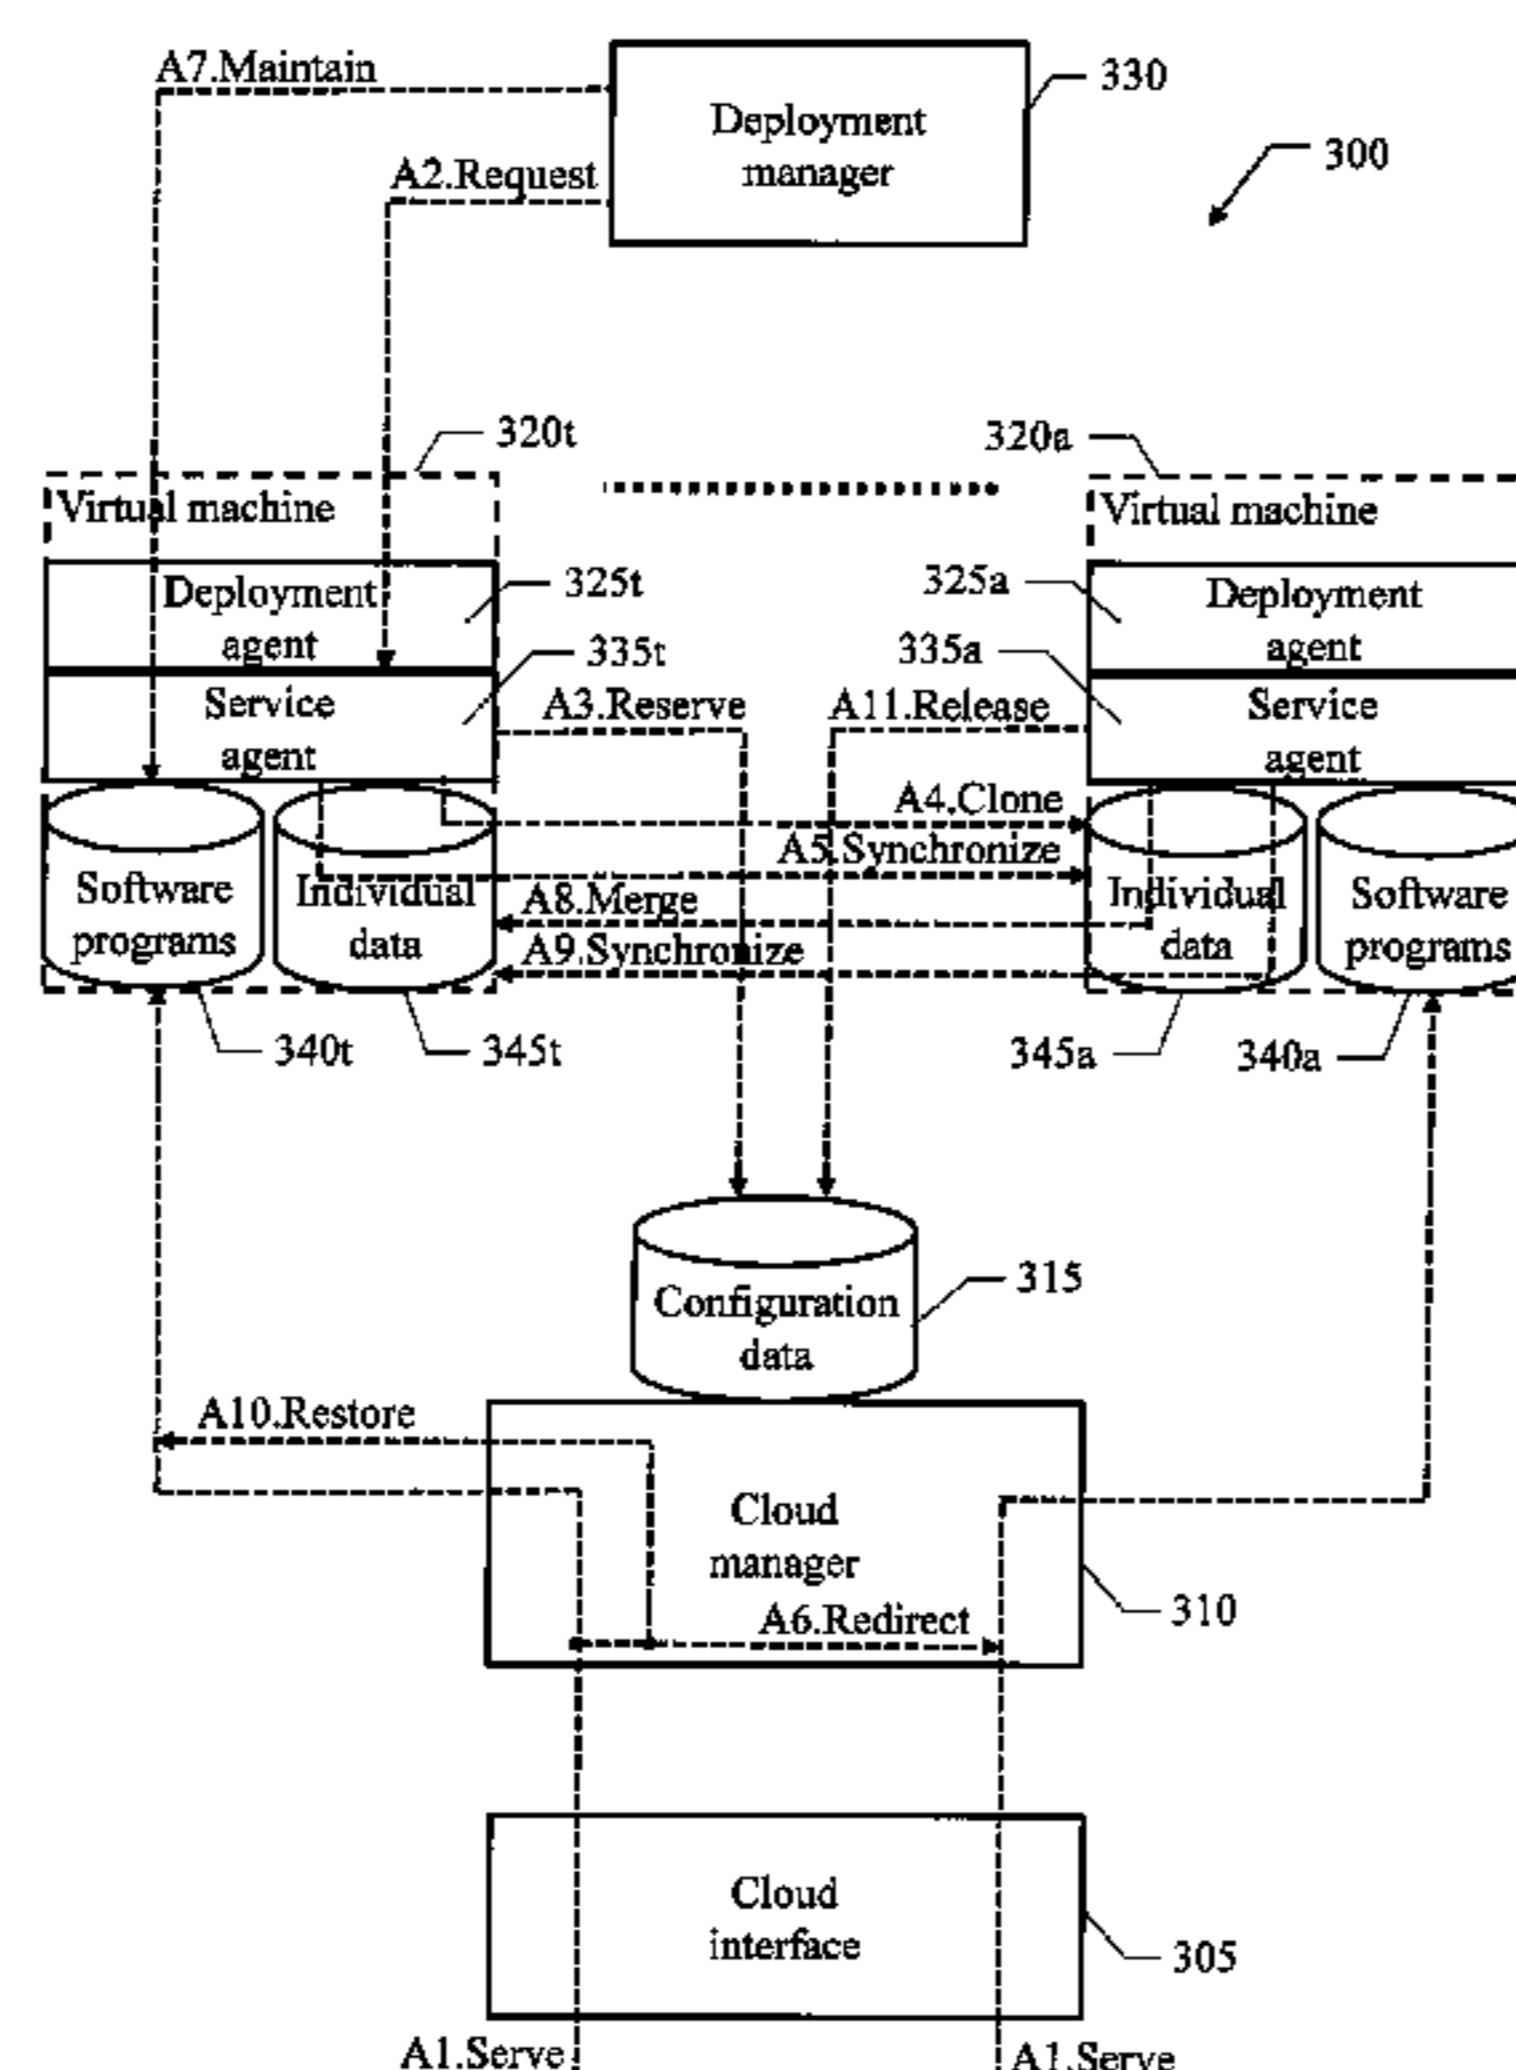 A7.Maintain
330
Deployment
manager
300
A2.Request
320t
320a
Virtual machine
Virtual machine
Deployment
agent
325t
325a
Deployment
agent
335t
335a
Service
agent
A3.Reserve
A11.Release
Service
agent
A4.Clone
A5.Synchronize
Software
programs
Individual
data
A8.Merge
A9.Synchronize
Individual
data
Software
programs
340t
345t
345a
340a
315
Configuration
data
A10.Restore
Cloud
manager
310
A6.Redirect
Cloud
interface
305
A1.Serve
A1.Serve